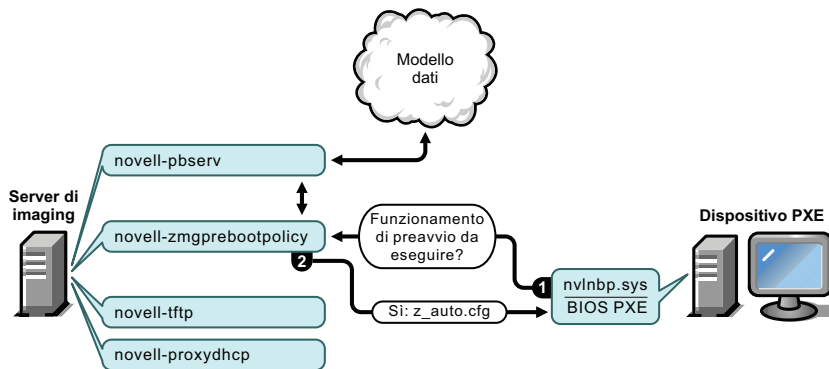 Modello
dati
novell-pbserv
Server di
imaging
novell-zmgprebootpolicy
2
Funzionamento
di preavvio da
eseguire?
Dispositivo PXE
1
nvlnbp.sys
BIOS PXE
Sì: z_auto.cfg
novell-tftp
novell-proxydhcp